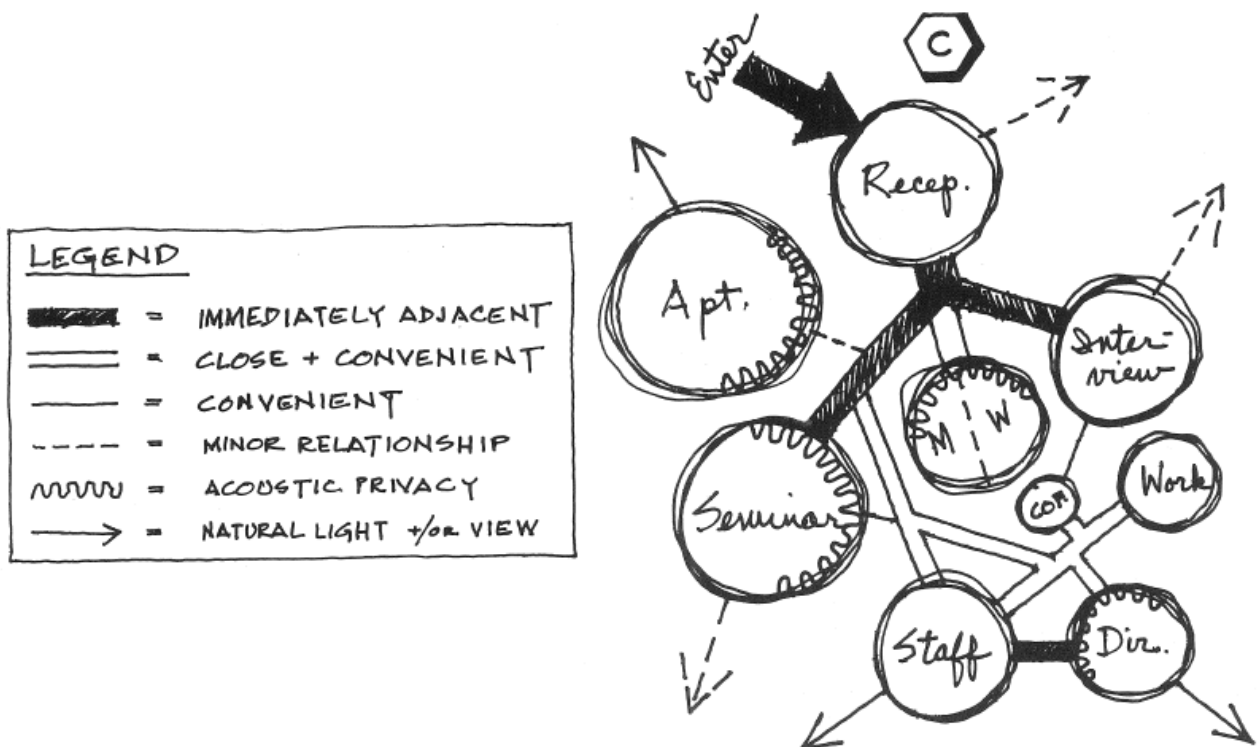 LEGEND
= IMMEDIATELY ADJACENT
= CLOSE + CONVENIENT
= CONVENIENT
= MINOR RELATIONSHIP
= ACOUSTIC PRIVACY
= NATURAL LIGHT +/OR VIEW
C
Enter
Recep.
Apt.
Inter-
view
M W
Work
COM
Seminar
Staff
Dir.